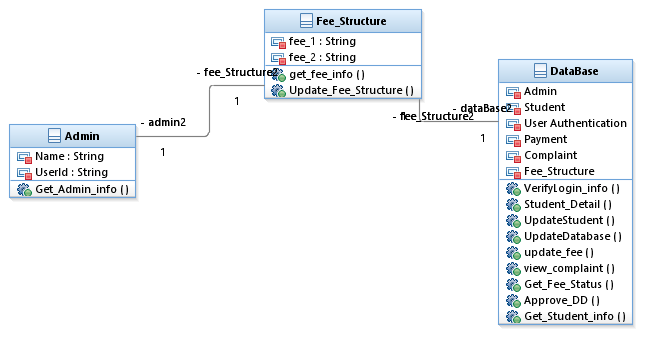 Fee_Structure
fee_1 : String
fee_2 : String
get_fee_info ( )
Update_Fee_Structure ( )
- fee_Structure2
1
- admin2
1
Admin
Name : String
UserId : String
Get_Admin_info ( )
- dataBase2
- fiee_Structure2
1
DataBase
Admin
Student
User Authentication
Payment
Complaint
Fee_Structure
VerifyLogin_info ( )
Student_Detail ( )
UpdateStudent ( )
UpdateDatabase ( )
update_fee ( )
view_complaint ( )
Get_Fee_Status ( )
Approve_DD ( )
Get_Student_info ( )